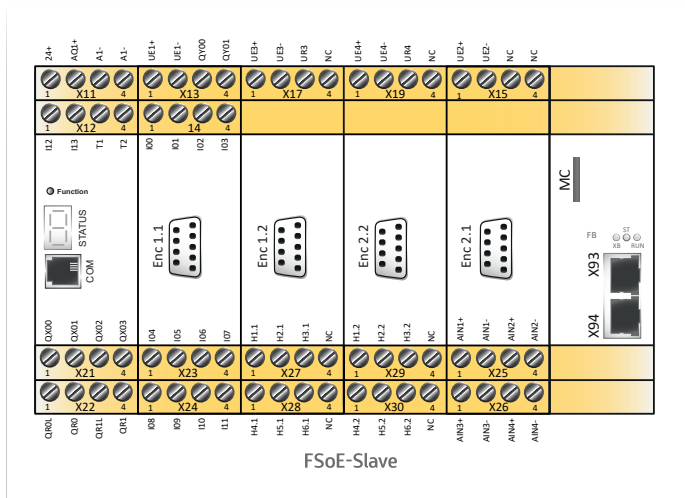 24+ AQ1+ A1- A1- UE1+ UE1- QY00 QY01 UE3+ UE3- UR3 NC UE4+ UE4- UR4 NC UE2+ UE2- NC NC
1 X11 4 1 X13 4 1 X17 4 1 X19 4 1 X15 4
1 X12 4 1 14 4
I12 I13 T1 T2 I00 I01 I02 I03
MC
Function
STATUS
COM
Enc 1.1
Enc 1.2
Enc 2.2
Enc 2.1
FB ST
XB RUN
X93
X94
QX00 QX01 QX02 QX03 I04 I05 I06 I07 H1.1 H2.1 H3.1 NC H1.2 H2.2 H3.2 NC AIN1+ AIN1- AIN2+ AIN2-
1 X21 4 1 X23 4 1 X27 4 1 X29 4 1 X25 4
1 X22 4 1 X24 4 1 X28 4 1 X30 4 1 X26 4
QR0L QR0 QR1L QR1 I08 I09 I10 I11 H4.1 H5.1 H6.1 NC H4.2 H5.2 H6.2 NC AIN3+ AIN3- AIN4+ AIN4-
FSoE-Slave